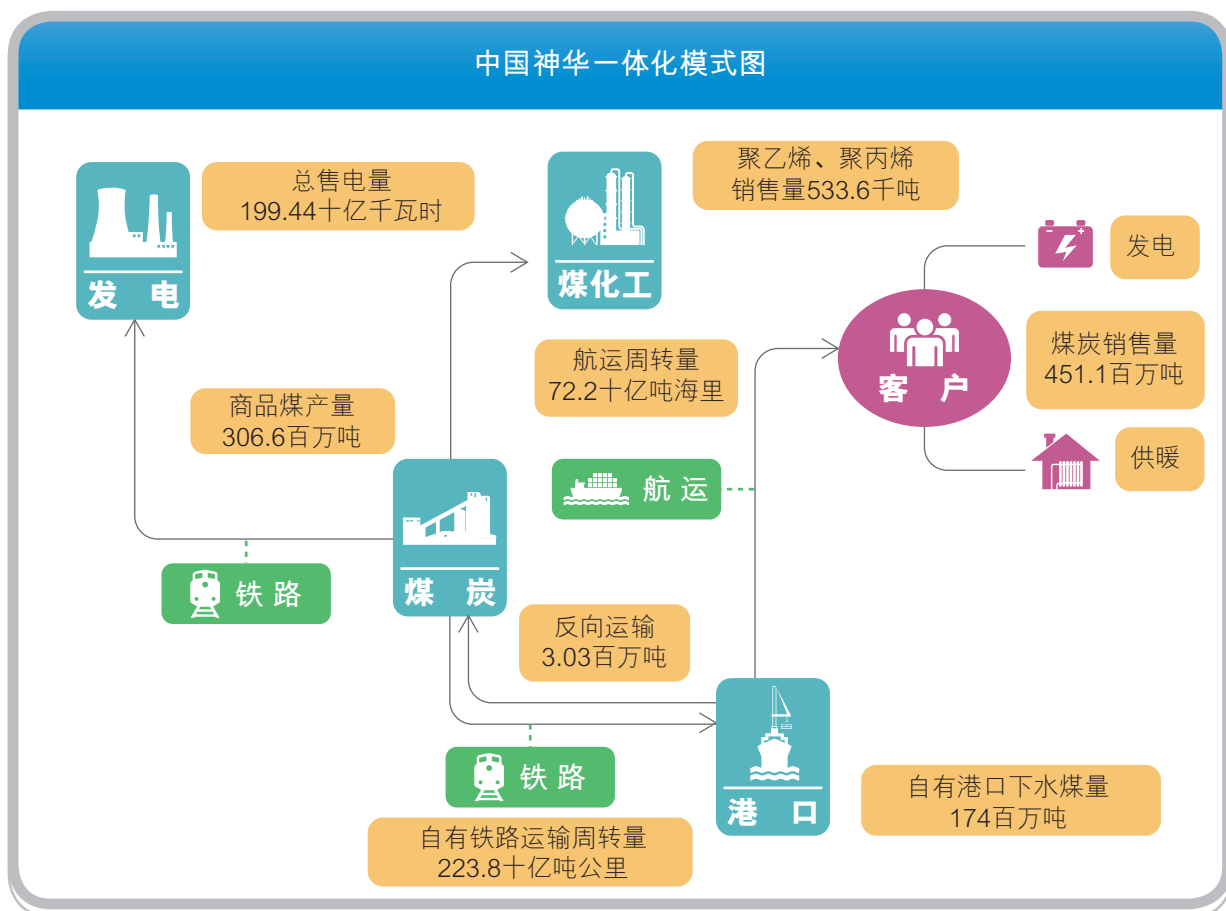 中国神华一体化模式图
总售电量
199.44十亿千瓦时
发 电
煤化工
聚乙烯、聚丙烯
销售量533.6千吨
发电
客 户
煤炭销售量
451.1百万吨
供暖
航运周转量
72.2十亿吨海里
商品煤产量
306.6百万吨
航 运
铁 路
煤 炭
反向运输
3.03百万吨
铁 路
港 口
自有港口下水煤量
174百万吨
自有铁路运输周转量
223.8十亿吨公里